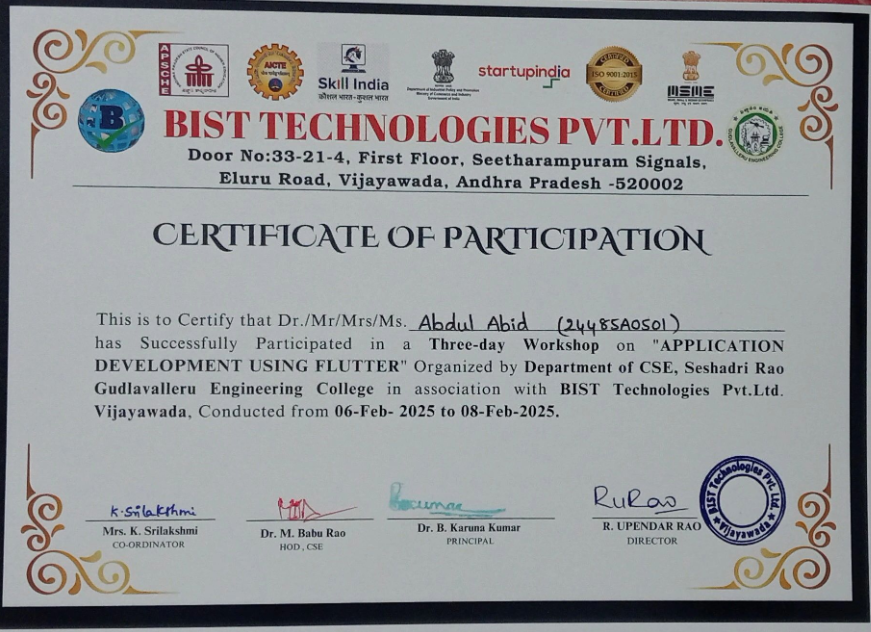 APSCHE
AICTE
Skill India
कौशल भारत - कुशल भारत
Department of Industrial Policy and Promotion
Ministry of Commerce and Industry
Government of India
startupindia
CERTIFIED
ISO 9001:2015
CERTIFIED
MSME
B
BIST TECHNOLOGIES PVT.LTD.
Door No:33-21-4, First Floor, Seetharampuram Signals,
Eluru Road, Vijayawada, Andhra Pradesh -520002
CERTIFICATE OF PARTICIPATION
This is to Certify that Dr./Mr/Mrs/Ms. Abdul Abid (24485A0501)
has Successfully Participated in a Three-day Workshop on "APPLICATION
DEVELOPMENT USING FLUTTER" Organized by Department of CSE, Seshadri Rao
Gudlavalleru Engineering College in association with BIST Technologies Pvt.Ltd.
Vijayawada, Conducted from 06-Feb- 2025 to 08-Feb-2025.
K. Srilakshmi
RuRao
BIST Technologies Pvt. Ltd.
★ Vijayawada ★
Mrs. K. Srilakshmi
CO-ORDINATOR
Dr. M. Babu Rao
HOD, CSE
Dr. B. Karuna Kumar
PRINCIPAL
R. UPENDAR RAO
DIRECTOR